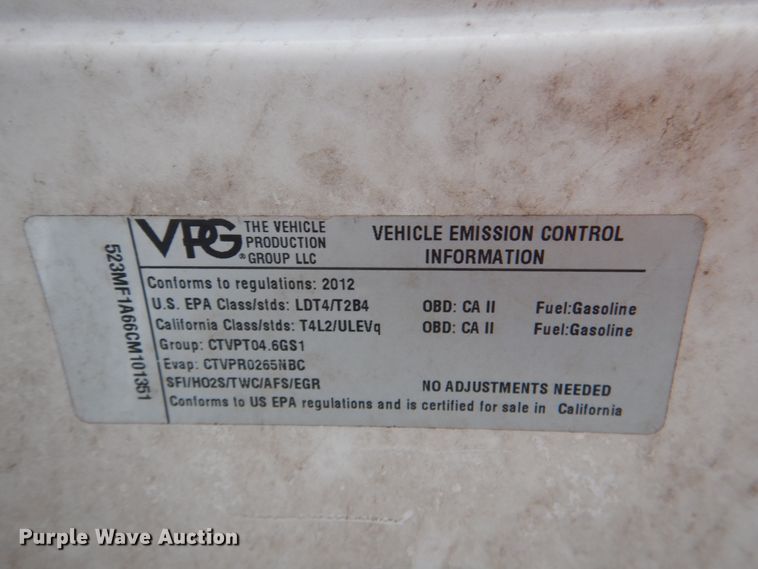 523MF1A66CM101351
VPG THE VEHICLE
PRODUCTION
® GROUP LLC
VEHICLE EMISSION CONTROL
INFORMATION
Conforms to regulations: 2012
U.S. EPA Class/stds: LDT4/T2B4 OBD: CA II Fuel:Gasoline
California Class/stds: T4L2/ULEVq OBD: CA II Fuel:Gasoline
Group: CTVPT04.6GS1
Evap: CTVPR0265NBC
SFI/HO2S/TWC/AFS/EGR NO ADJUSTMENTS NEEDED
Conforms to US EPA regulations and is certified for sale in California
Purple Wave Auction